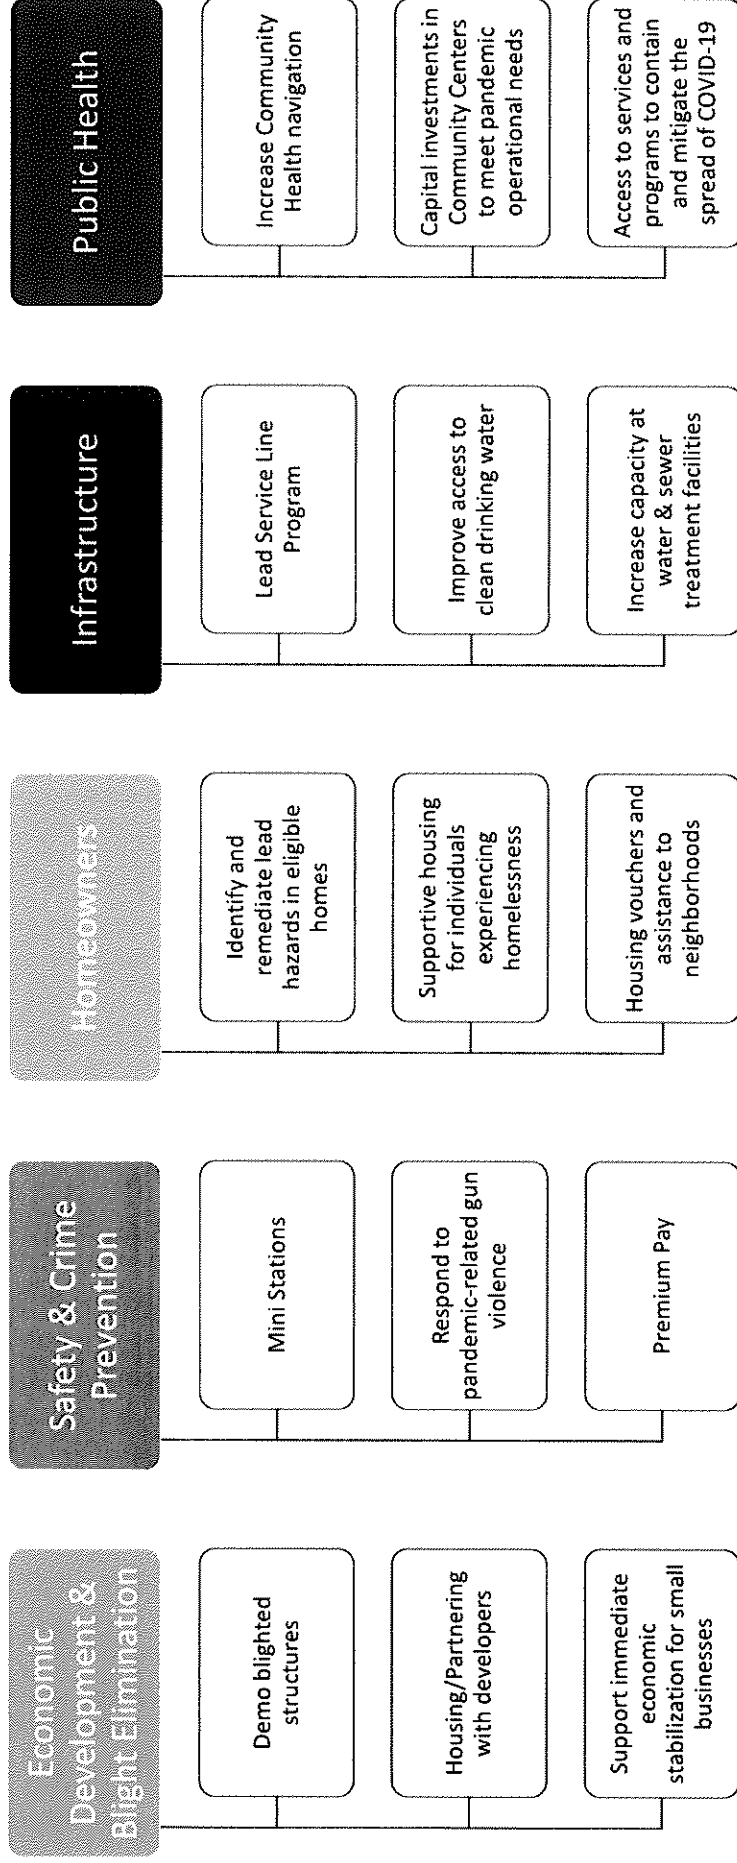 Economic
Development &
Blight Elimination
Demo blighted
structures
Housing/Partnering
with developers
Support immediate
economic
stabilization for small
businesses
Safety & Crime
Prevention
Mini Stations
Respond to
pandemic-related gun
violence
Premium Pay
Homeowners
Identify and
remediate lead
hazards in eligible
homes
Supportive housing
for individuals
experiencing
homelessness
Housing vouchers and
assistance to
neighborhoods
Infrastructure
Lead Service Line
Program
Improve access to
clean drinking water
Increase capacity at
water & sewer
treatment facilities
Public Health
Increase Community
Health navigation
Capital investments in
Community Centers
to meet pandemic
operational needs
Access to services and
programs to contain
and mitigate the
spread of COVID-19